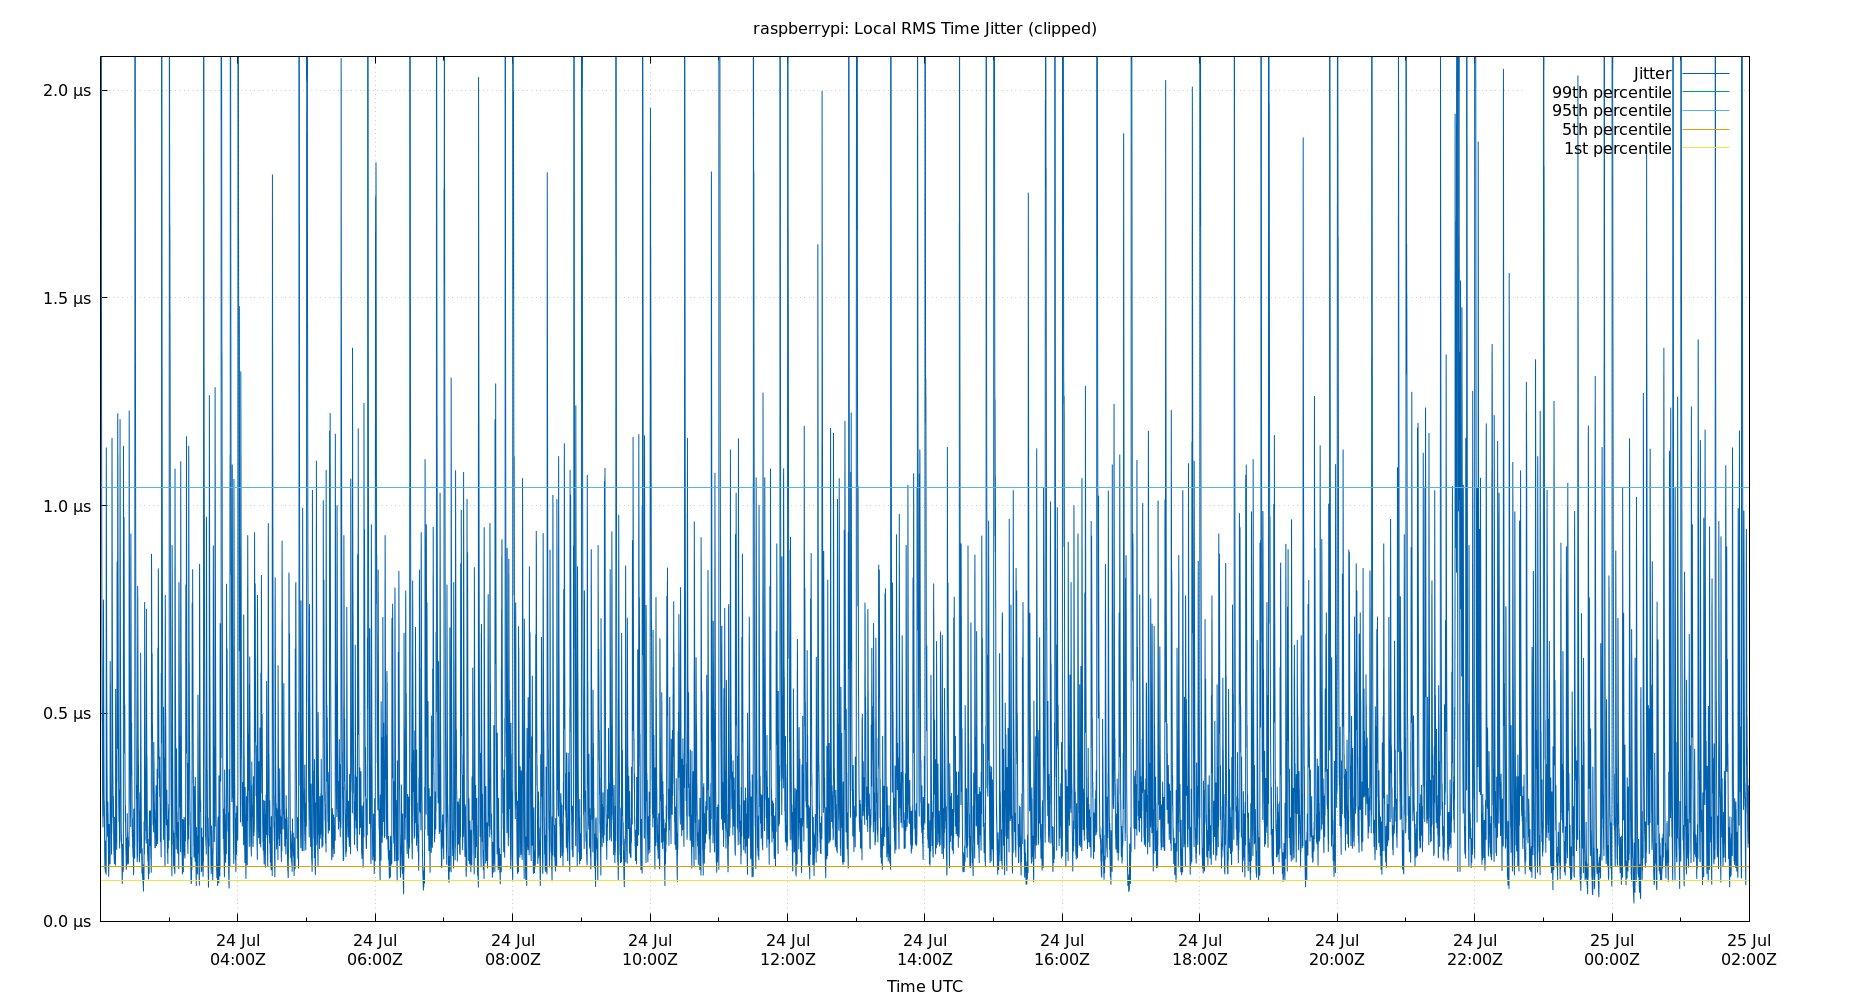 raspberrypi: Local RMS Time Jitter (clipped)
Jitter
99th percentile
95th percentile
5th percentile
1st percentile
2.0 μs
1.5 μs
1.0 μs
0.5 μs
0.0 μs
24 Jul 24 Jul 24 Jul 24 Jul 24 Jul 24 Jul 24 Jul 24 Jul 24 Jul 24 Jul 25 Jul 25 Jul
04:00Z 06:00Z 08:00Z 10:00Z 12:00Z 14:00Z 16:00Z 18:00Z 20:00Z 22:00Z 00:00Z 02:00Z
Time UTC